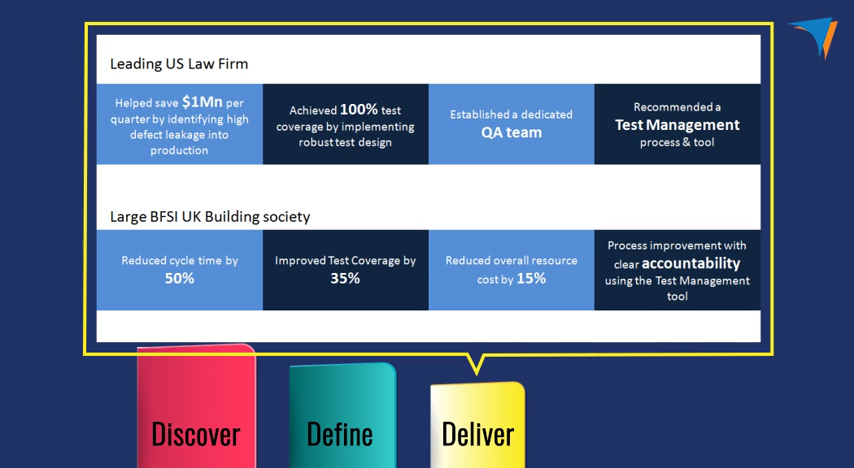 Leading US Law Firm
Helped save $1Mn per
quarter by identifying high
defect leakage into
production
Achieved 100% test
coverage by implementing
robust test design
Established a dedicated
QA team
Recommended a
Test Management
process & tool
Large BFSI UK Building society
Reduced cycle time by
50%
Improved Test Coverage by
35%
Reduced overall resource
cost by 15%
Process improvement with
clear accountability
using the Test Management
tool
Discover
Define
Deliver